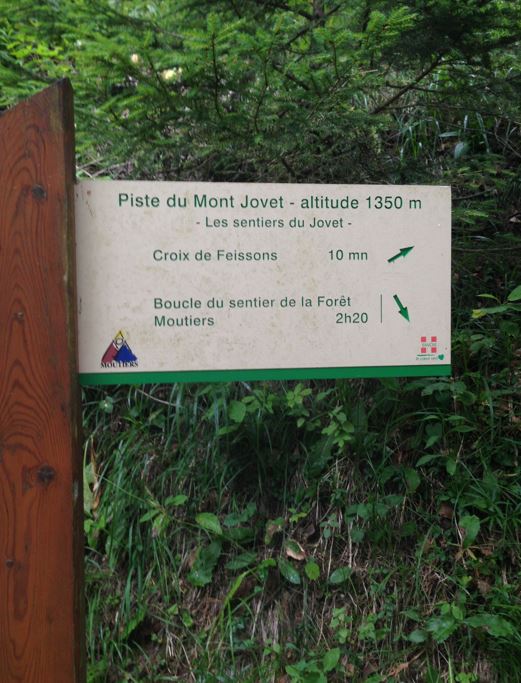 Piste du Mont Jovet - altitude 1350 m
- Les sentiers du Jovet -
Croix de Feissons 10 mn
Boucle du sentier de la Forêt
Moutiers 2h20
MOUTIERS
SAVOIE